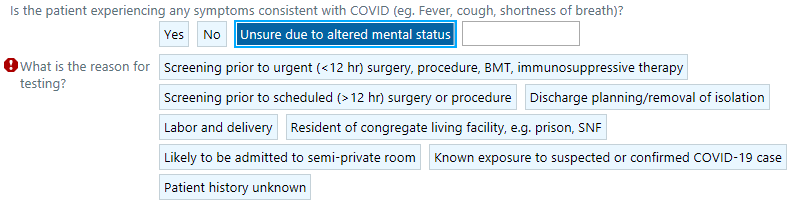 Is the patient experiencing any symptoms consistent with COVID (eg. Fever, cough, shortness of breath)?
Yes No Unsure due to altered mental status
What is the reason for testing?
Screening prior to urgent (<12 hr) surgery, procedure, BMT, immunosuppressive therapy
Screening prior to scheduled (>12 hr) surgery or procedure Discharge planning/removal of isolation
Labor and delivery Resident of congregate living facility, e.g. prison, SNF
Likely to be admitted to semi-private room Known exposure to suspected or confirmed COVID-19 case
Patient history unknown